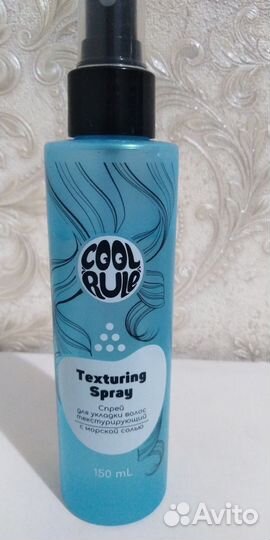 COOL
RULE
Texturing
Spray
Спрей
для укладки волос
текстурирующий
с морской солью
150 mL
Avito